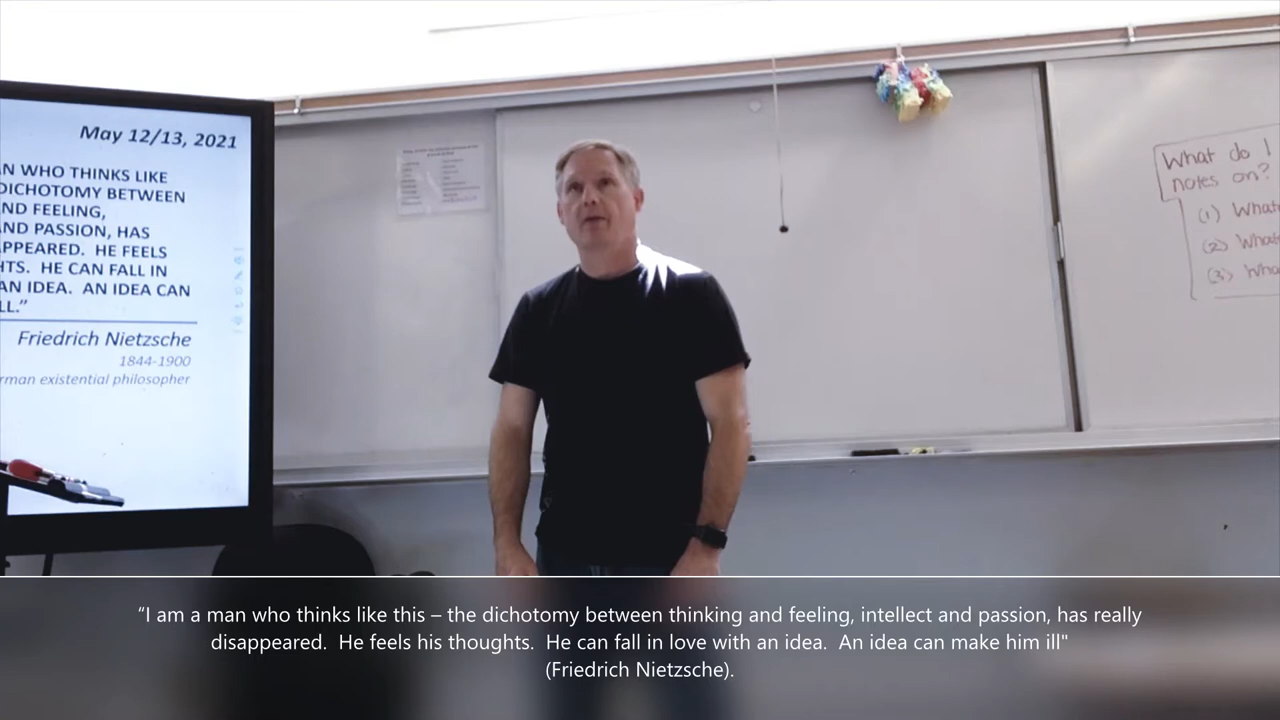 May 12/13, 2021
AN WHO THINKS LIKE
DICHOTOMY BETWEEN
ND FEELING,
AND PASSION, HAS
APPEARED. HE FEELS
HTS. HE CAN FALL IN
AN IDEA. AN IDEA CAN
LL.”
Friedrich Nietzsche
1844-1900
rman existential philosopher
What do I
notes on?
(1) What
(2) What
(3) Wha
“I am a man who thinks like this – the dichotomy between thinking and feeling, intellect and passion, has really
disappeared. He feels his thoughts. He can fall in love with an idea. An idea can make him ill"
(Friedrich Nietzsche).